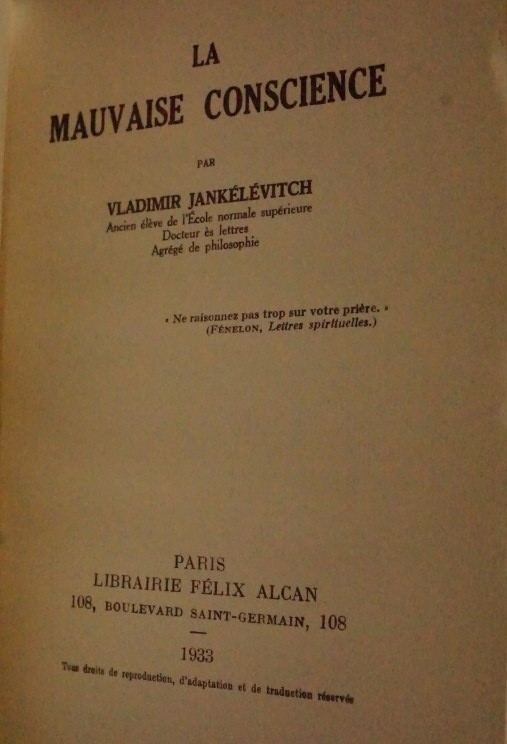 LA
MAUVAISE CONSCIENCE
PAR
VLADIMIR JANKÉLÉVITCH
Ancien élève de l'École normale supérieure
Docteur ès lettres
Agrégé de philosophie
« Ne raisonnez pas trop sur votre prière. »
(FÉNELON, Lettres spirituelles.)
PARIS
LIBRAIRIE FÉLIX ALCAN
108, BOULEVARD SAINT-GERMAIN, 108
1933
Tous droits de reproduction, d'adaptation et de traduction réservés